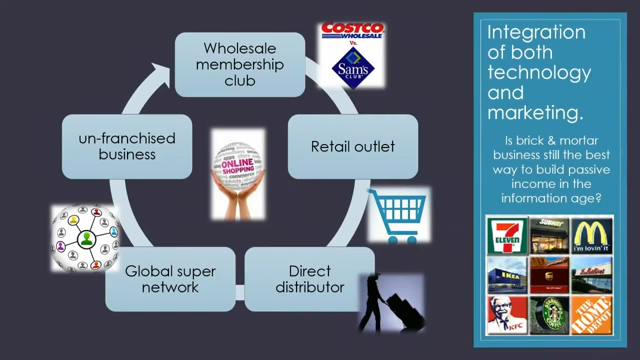 Wholesale
membership
club
COSTCO
WHOLESALE
Vs.
Sam's
CLUB
un-franchised
business
ONLINE
SHOPPING
Retail outlet
Global super
network
Direct
distributor
Integration
of both
technology
and
marketing.
Is brick & mortar
business still the best
way to build passive
income in the
information age?
7
ELEVEN
SUBWAY
i'm lovin' it
IKEA
KFC
THE
HOME
DEPOT